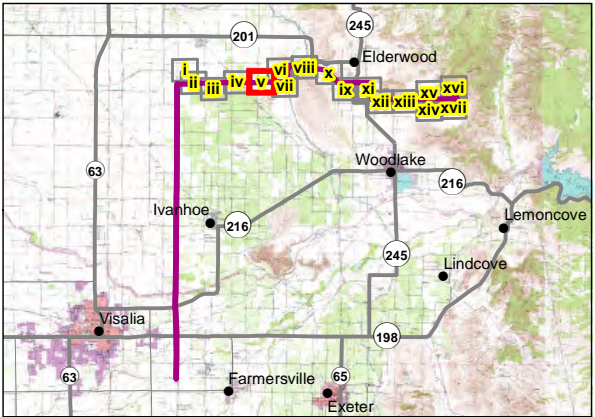 245
201
Elderwood
i ii iii iv v vi vii viii x ix xi xii xiii xv xiv xvi xvii
63
Woodlake
216
Ivanhoe
216
Lemoncove
245
Lindcove
Visalia
198
63
Farmersville
65
Exeter